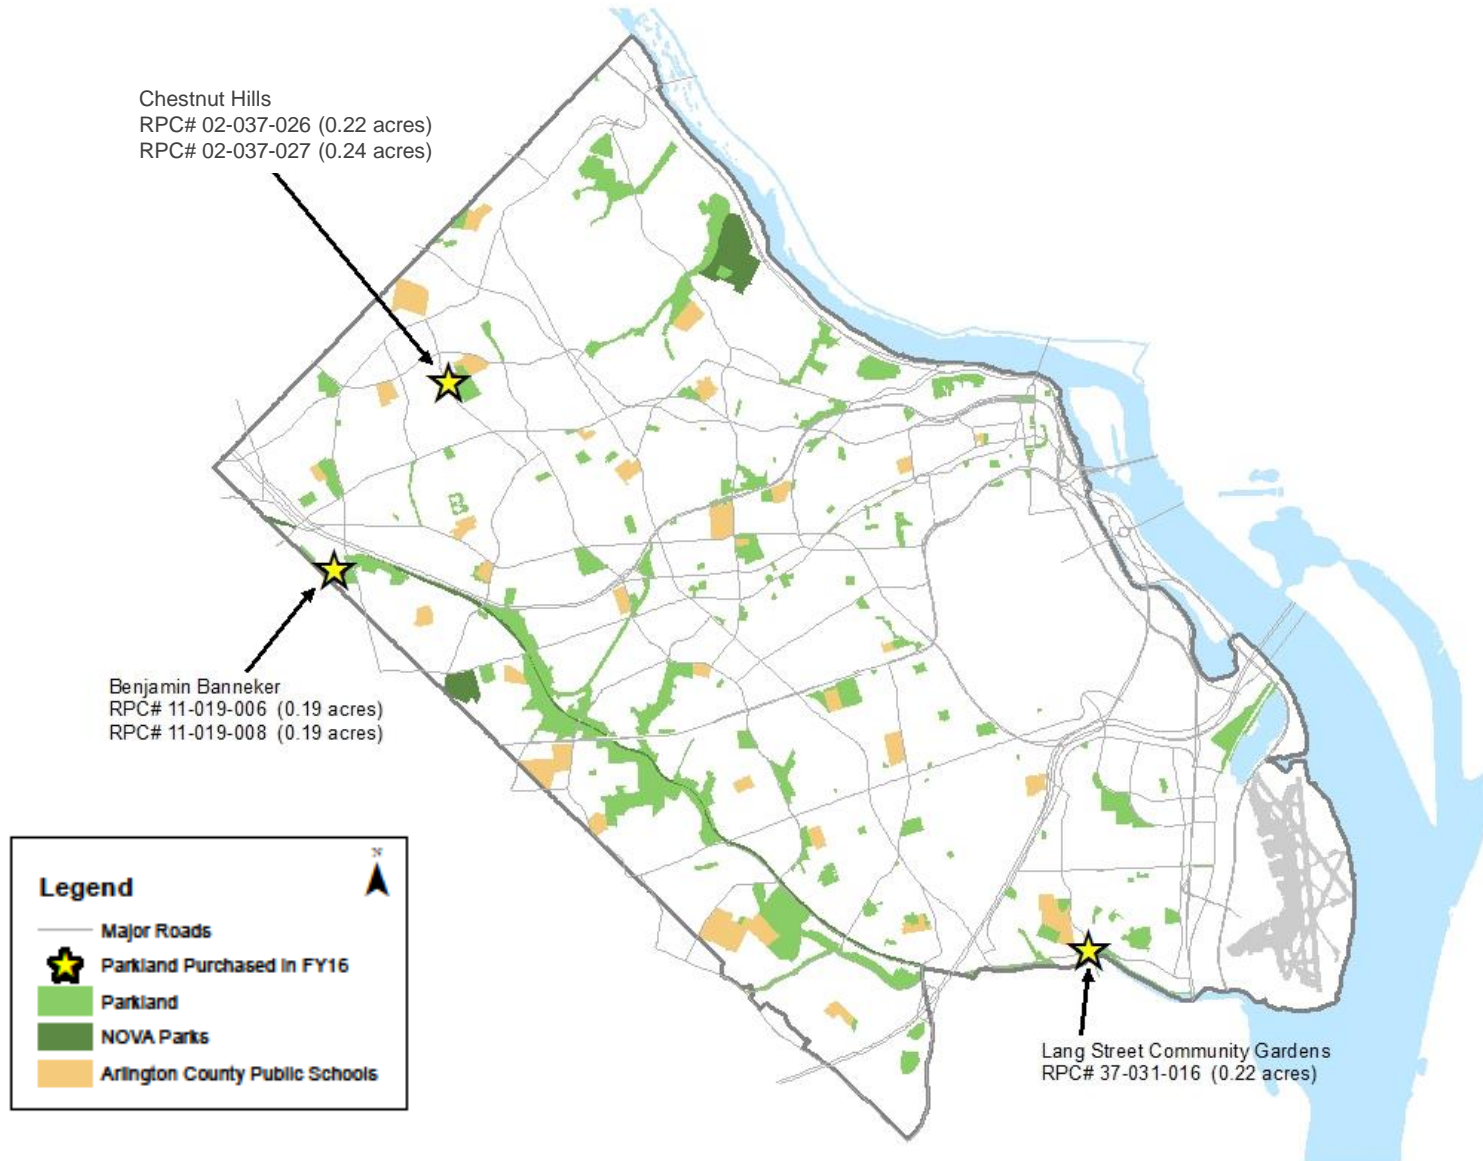 Chestnut Hills
RPC# 02-037-026 (0.22 acres)
RPC# 02-037-027 (0.24 acres)
Benjamin Banneker
RPC# 11-019-006 (0.19 acres)
RPC# 11-019-008 (0.19 acres)
Legend
N
Major Roads
Parkland Purchased in FY16
Parkland
NOVA Parks
Arlington County Public Schools
Lang Street Community Gardens
RPC# 37-031-016 (0.22 acres)